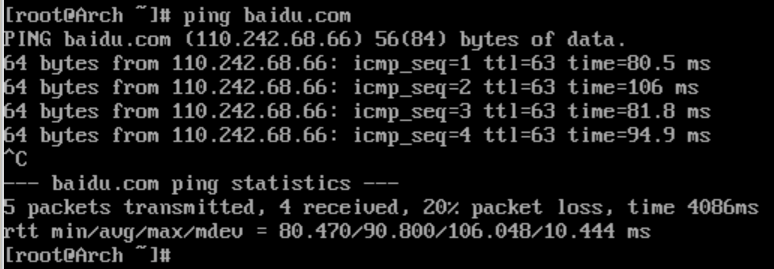 [root@Arch ~]# ping baidu.com
PING baidu.com (110.242.68.66) 56(84) bytes of data.
64 bytes from 110.242.68.66: icmp_seq=1 ttl=63 time=80.5 ms
64 bytes from 110.242.68.66: icmp_seq=2 ttl=63 time=106 ms
64 bytes from 110.242.68.66: icmp_seq=3 ttl=63 time=81.8 ms
64 bytes from 110.242.68.66: icmp_seq=4 ttl=63 time=94.9 ms
^C
--- baidu.com ping statistics ---
5 packets transmitted, 4 received, 20% packet loss, time 4086ms
rtt min/avg/max/mdev = 80.470/90.800/106.048/10.444 ms
[root@Arch ~]#